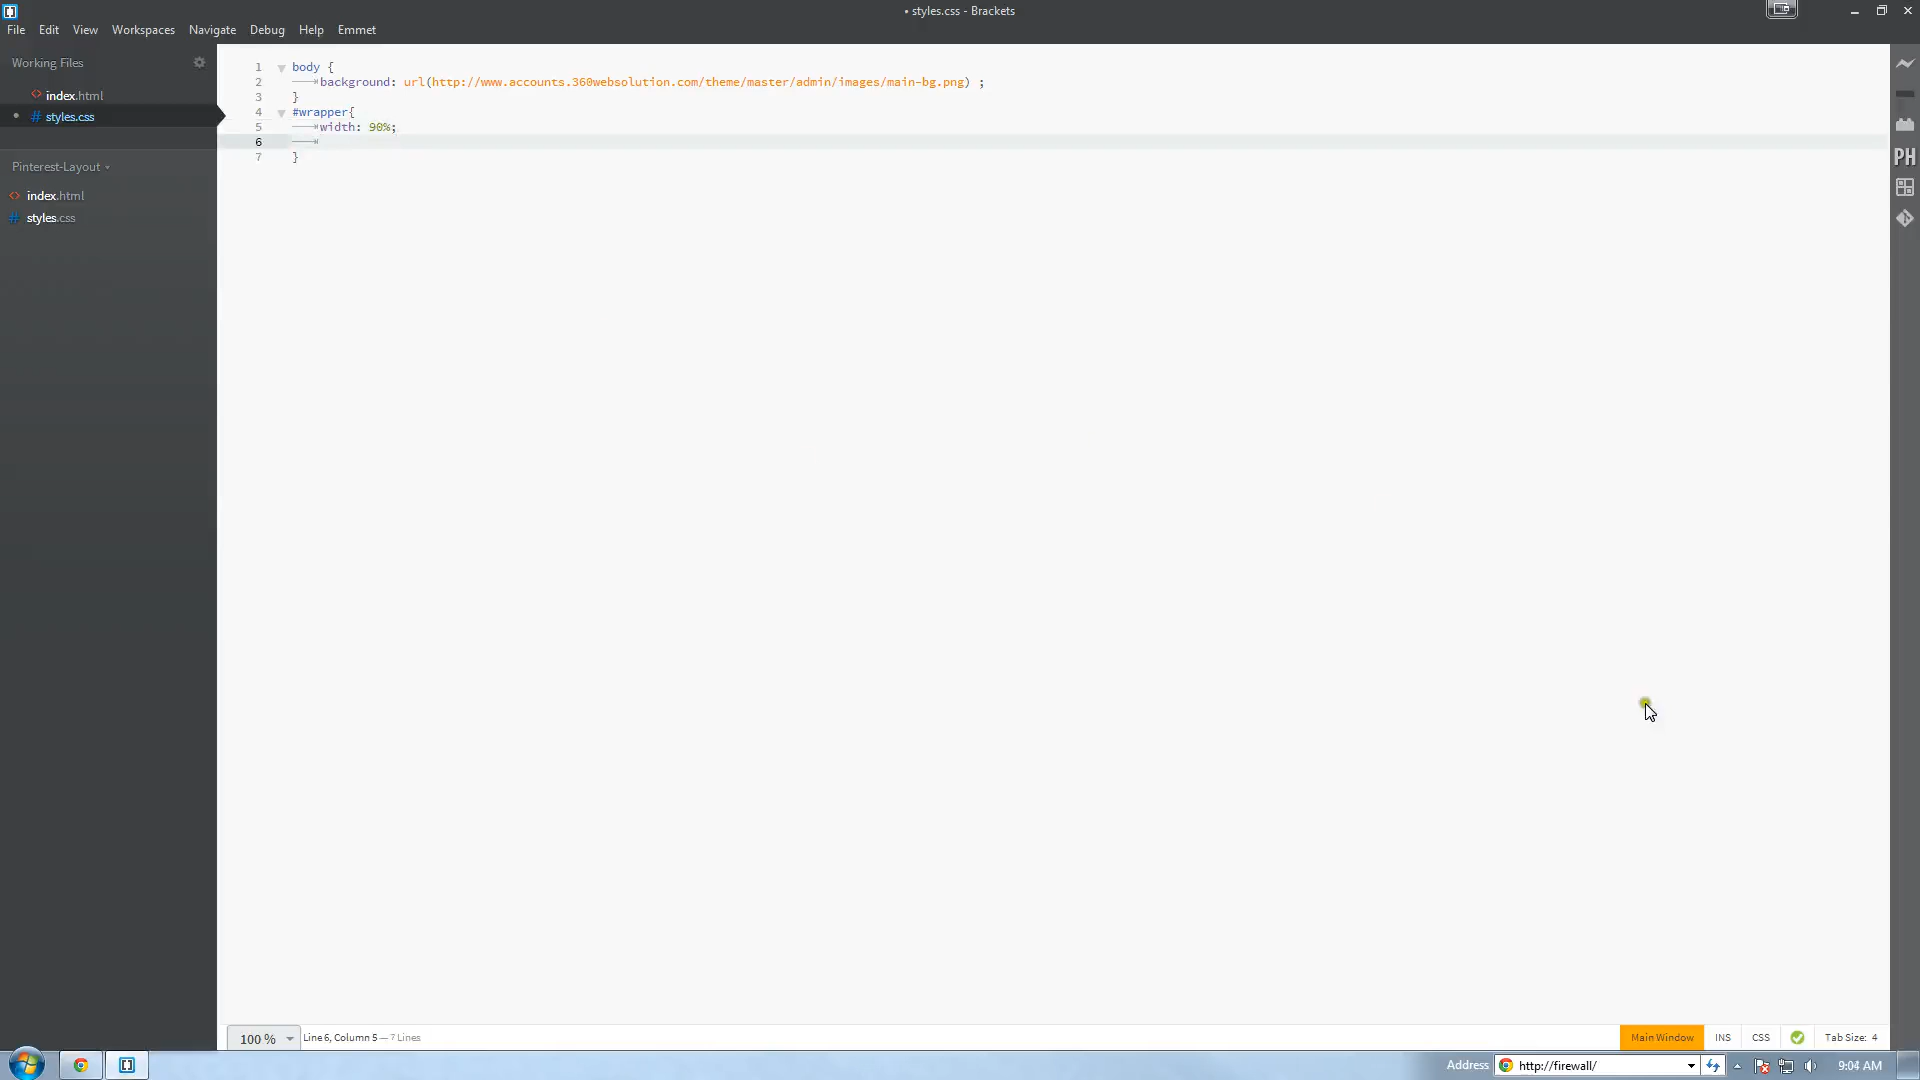 • styles.css - Brackets
File Edit View Workspaces Navigate Debug Help Emmet
Working Files
index.html
• # styles.css
Pinterest-Layout
index.html
# styles.css
1 body {
2 background: url(http://www.accounts.360websolution.com/theme/master/admin/images/main-bg.png) ;
3 }
4 #wrapper{
5 width: 90%;
6
7 }
PH
100 % Line 6, Column 5 — 7 Lines
Main Window INS CSS Tab Size: 4
Address http://firewall/ 9:04 AM